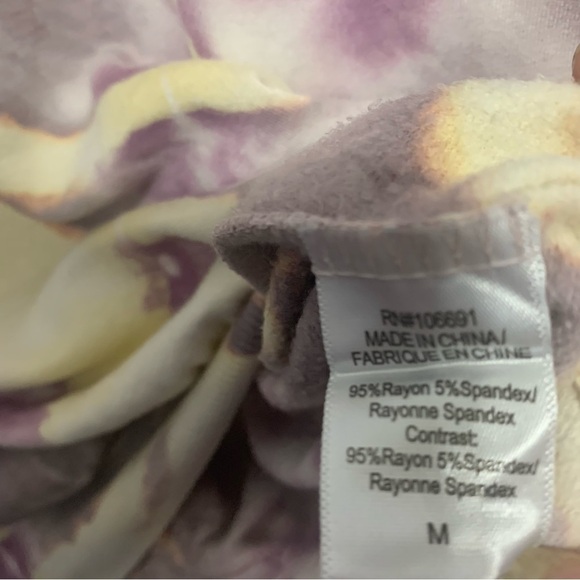 RN#106691
MADE IN CHINA/
FABRIQUE EN CHINE
95%Rayon 5%Spandex/
Rayonne Spandex
Contrast:
95%Rayon 5%Spandex/
Rayonne Spandex
M